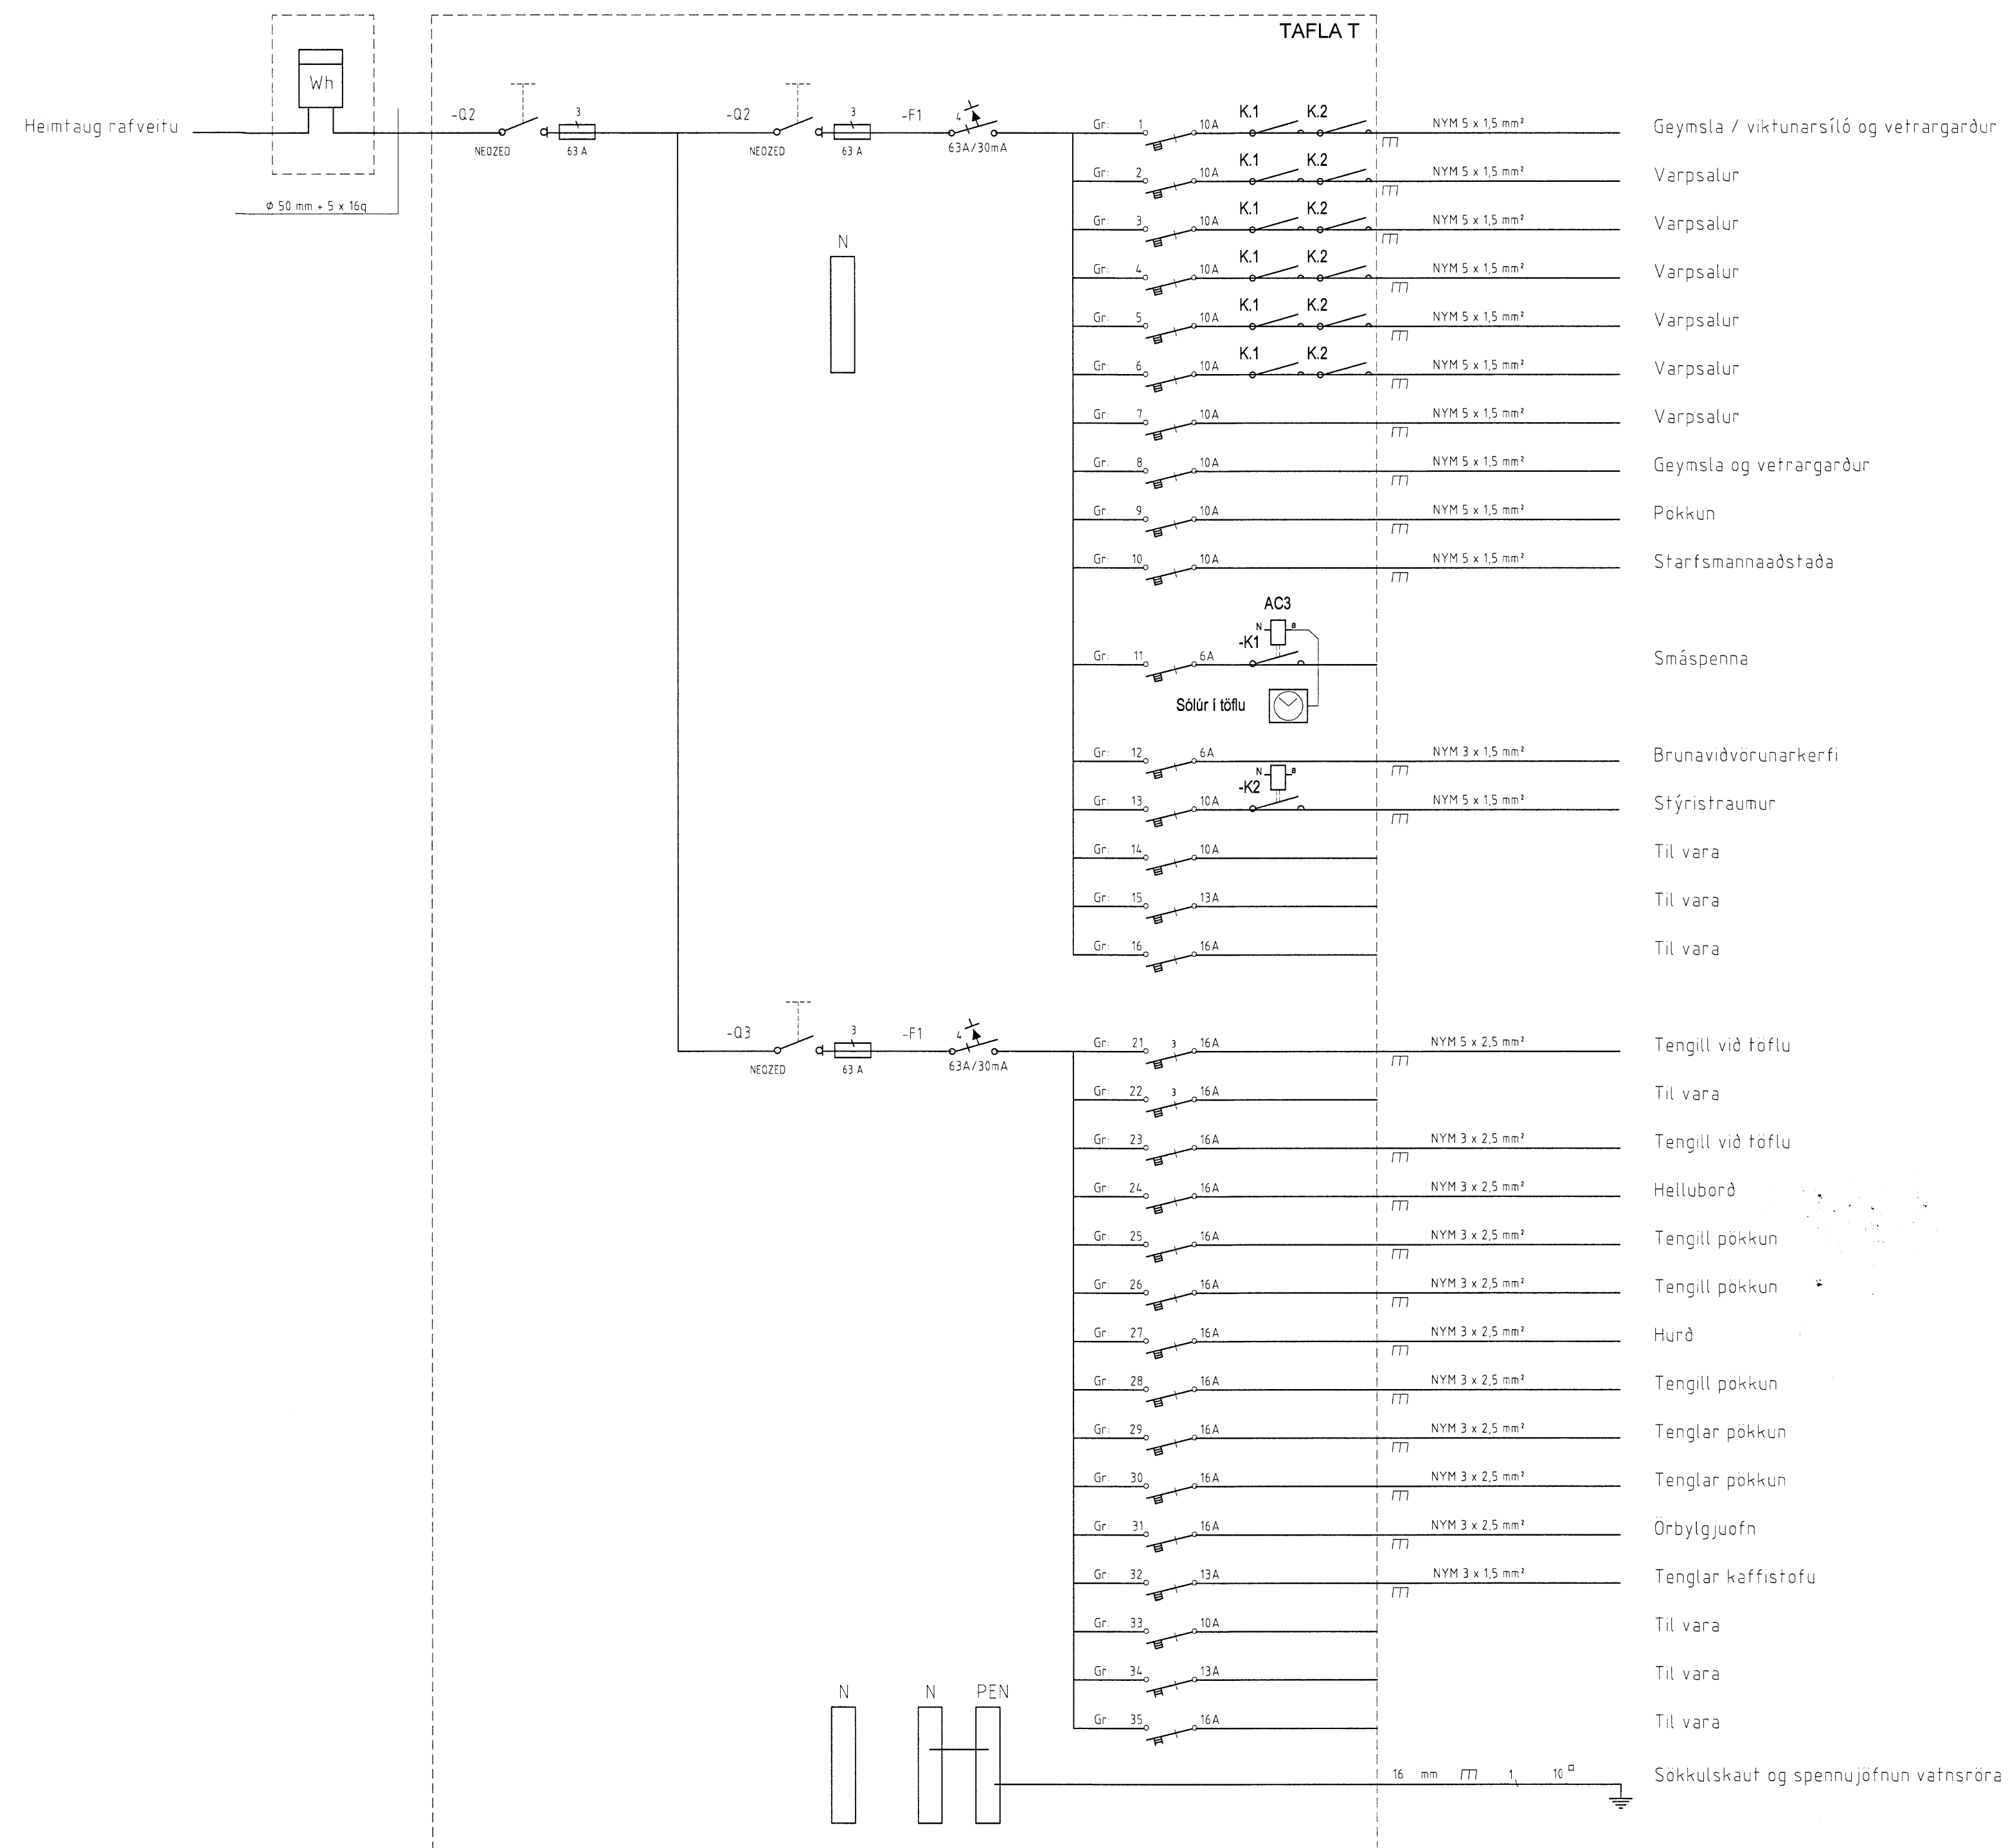 TAFLA T
Wh
Heimtaug rafveitu
ø 50 mm + 5 x 16q
-Q2 NEOZED 3 63 A
-Q2 NEOZED 3 63 A -F1 4 63A/30mA
N
Gr: 1 10A K.1 K.2 NYM 5 x 1,5 mm² Geymsla / viktunarsíló og vetrargarður
Gr: 2 10A K.1 K.2 NYM 5 x 1,5 mm² Varpsalur
Gr: 3 10A K.1 K.2 NYM 5 x 1,5 mm² Varpsalur
Gr: 4 10A K.1 K.2 NYM 5 x 1,5 mm² Varpsalur
Gr: 5 10A K.1 K.2 NYM 5 x 1,5 mm² Varpsalur
Gr: 6 10A K.1 K.2 NYM 5 x 1,5 mm² Varpsalur
Gr: 7 10A NYM 5 x 1,5 mm² Varpsalur
Gr: 8 10A NYM 5 x 1,5 mm² Geymsla og vetrargarður
Gr: 9 10A NYM 5 x 1,5 mm² Pökkun
Gr: 10 10A NYM 5 x 1,5 mm² Starfsmannaaðstaða
AC3
N a
-K1
Gr: 11 6A Smáspenna
Sólúr í töflu
Gr: 12 6A NYM 3 x 1,5 mm² Brunaviðvörunarkerfi
N a
-K2
Gr: 13 10A NYM 5 x 1,5 mm² Stýristraumur
Gr: 14 10A Til vara
Gr: 15 13A Til vara
Gr: 16 16A Til vara
-Q3 NEOZED 3 63 A -F1 4 63A/30mA
Gr: 21 3 16A NYM 5 x 2,5 mm² Tengill við töflu
Gr: 22 3 16A Til vara
Gr: 23 16A NYM 3 x 2,5 mm² Tengill við töflu
Gr: 24 16A NYM 3 x 2,5 mm² Helluborð
Gr: 25 16A NYM 3 x 2,5 mm² Tengill pökkun
Gr: 26 16A NYM 3 x 2,5 mm² Tengill pökkun
Gr: 27 16A NYM 3 x 2,5 mm² Hurð
Gr: 28 16A NYM 3 x 2,5 mm² Tengill pökkun
Gr: 29 16A NYM 3 x 2,5 mm² Tenglar pökkun
Gr: 30 16A NYM 3 x 2,5 mm² Tenglar pökkun
Gr: 31 16A NYM 3 x 2,5 mm² Örbylgjuofn
Gr: 32 13A NYM 3 x 1,5 mm² Tenglar kaffistofu
Gr: 33 10A Til vara
Gr: 34 13A Til vara
N N PEN
Gr: 35 16A Til vara
16 mm 1 10 □ Sökkulskaut og spennujöfnun vatnsröra